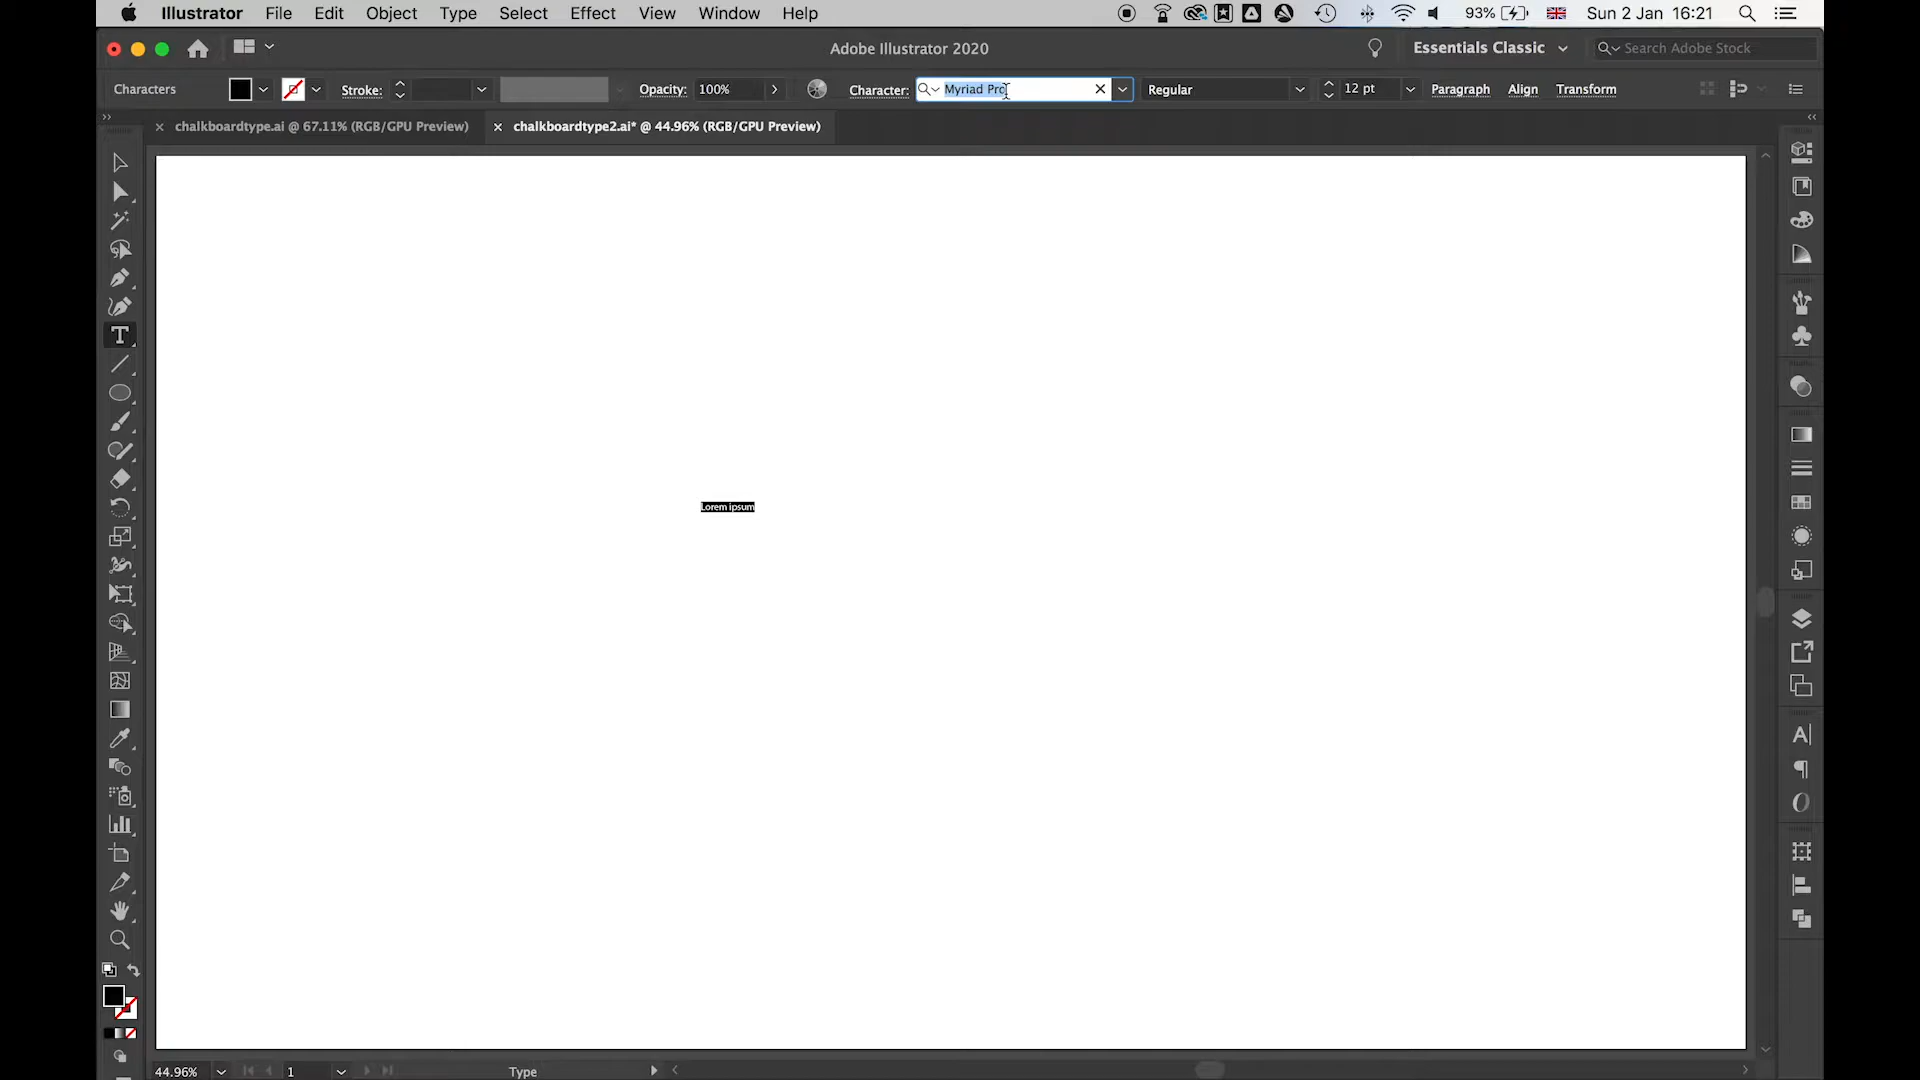 Illustrator File Edit Object Type Select Effect View Window Help 93% Sun 2 Jan 16:21
Adobe Illustrator 2020 Essentials Classic Search Adobe Stock
Characters Stroke: Opacity: 100% Character: Myriad Pro Regular 12 pt Paragraph Align Transform
chalkboardtype.ai @ 67.11% (RGB/GPU Preview) chalkboardtype2.ai* @ 44.96% (RGB/GPU Preview)
Lorem ipsum
44.96% 1 Type